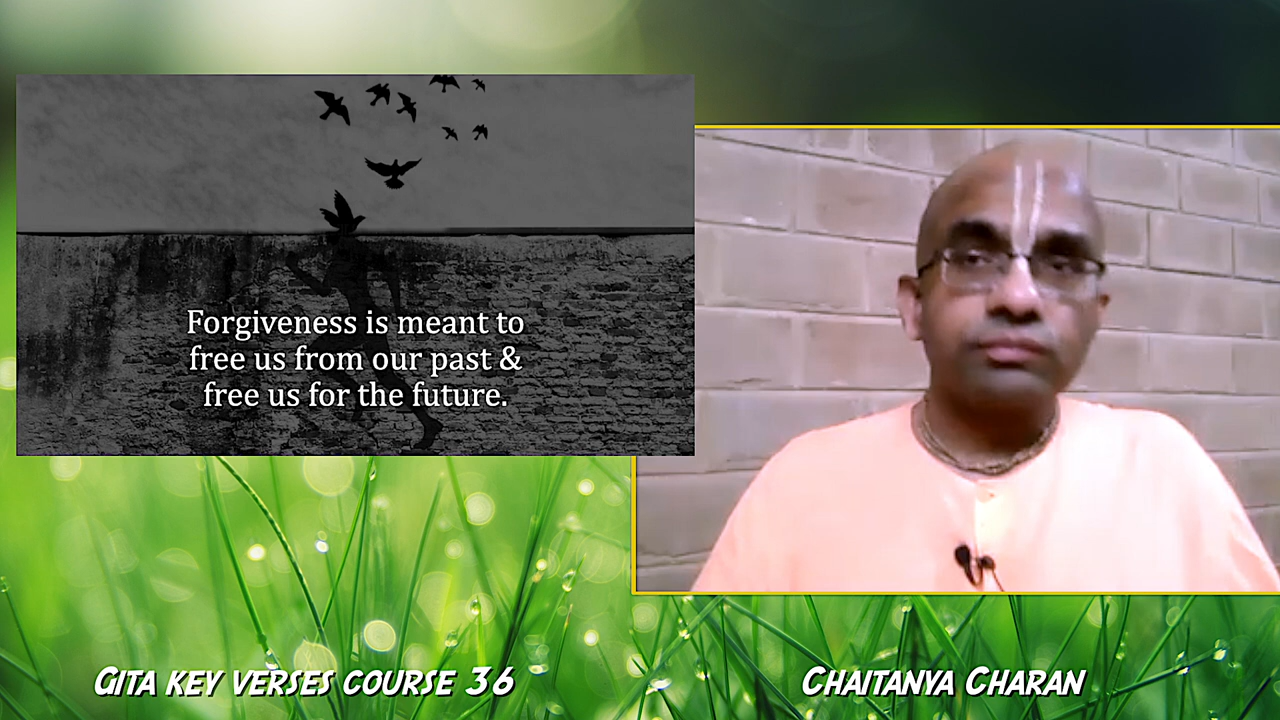 Forgiveness is meant to
free us from our past &
free us for the future.
Gita key verses course 36
Chaitanya Charan